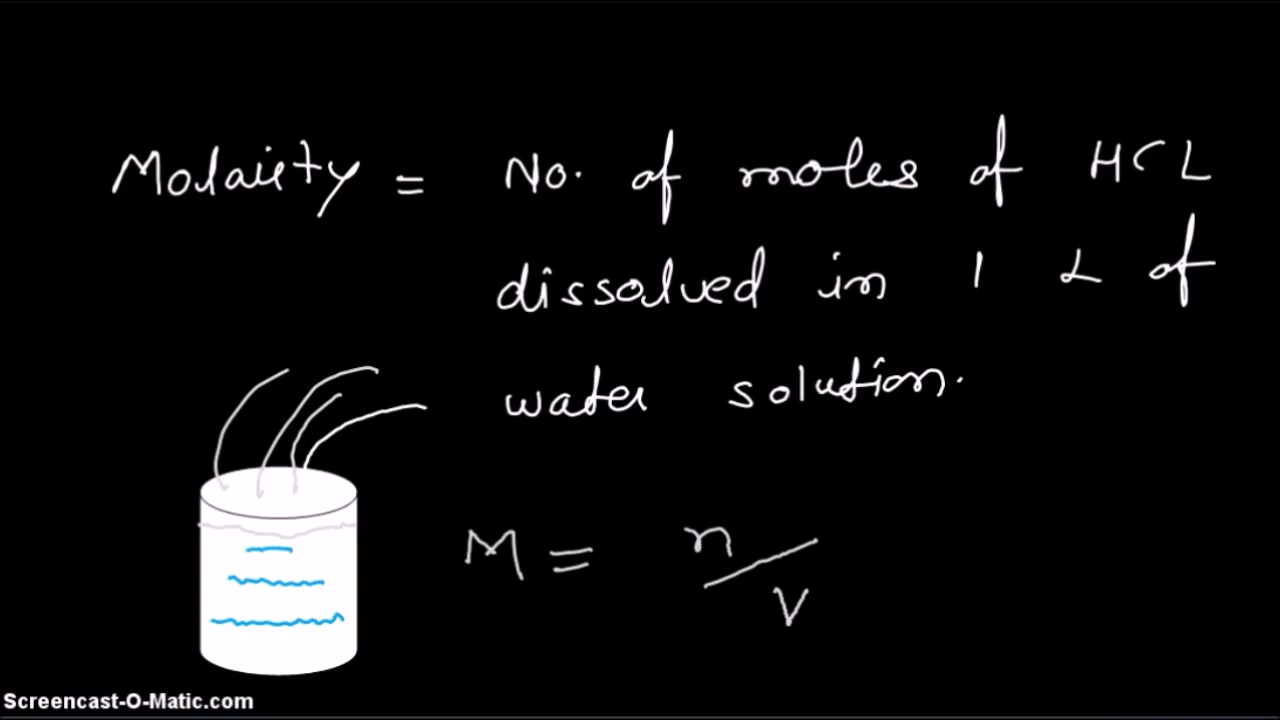 Molarity = No. of moles of HCL
dissolved in 1 L of
water solution.
M = n/V
Screencast-O-Matic.com